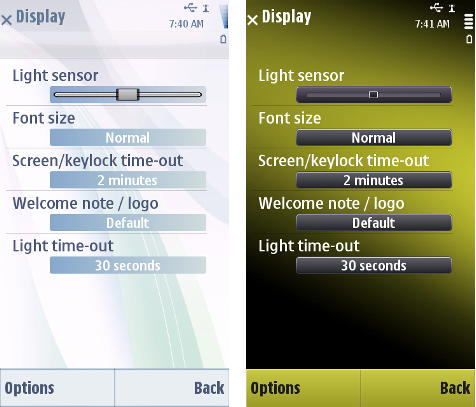 Display
7:40 AM
Light sensor
Font size
Normal
Screen/keylock time-out
2 minutes
Welcome note / logo
Default
Light time-out
30 seconds
Options Back
Display
7:41 AM
Light sensor
Font size
Normal
Screen/keylock time-out
2 minutes
Welcome note / logo
Default
Light time-out
30 seconds
Options Back